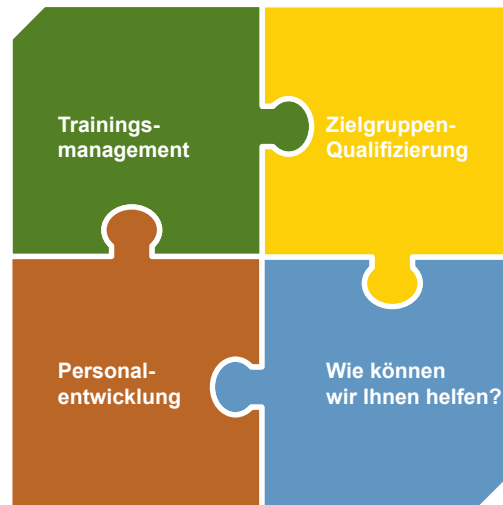 Trainings-
management
Zielgruppen-
Qualifizierung
Personal-
entwicklung
Wie können
wir Ihnen helfen?